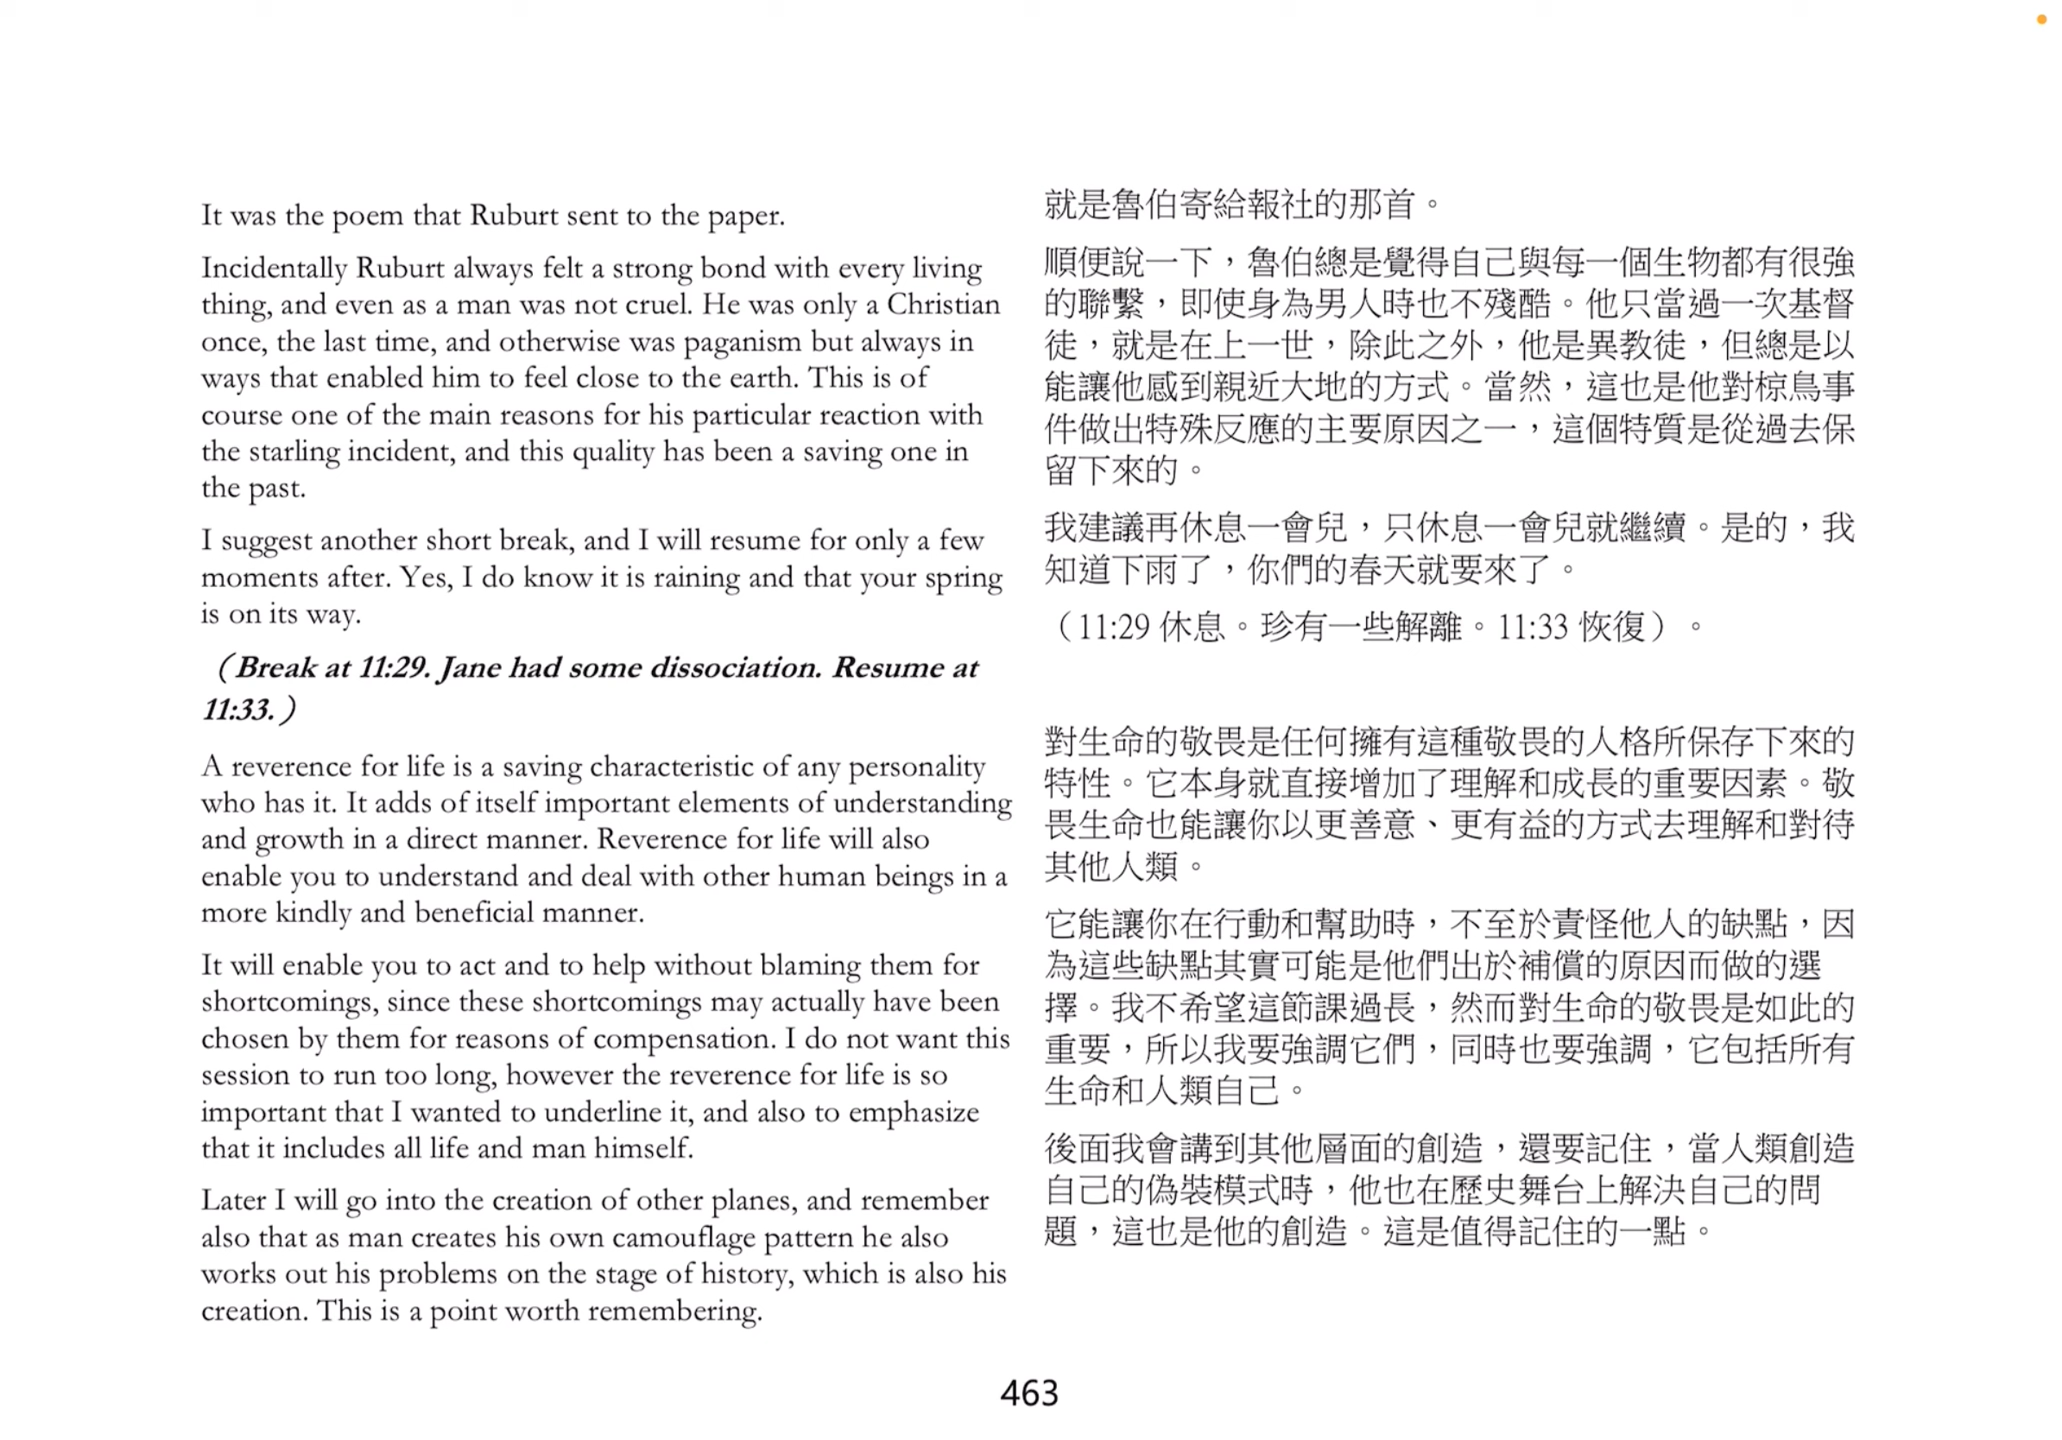 It was the poem that Ruburt sent to the paper.
Incidentally Ruburt always felt a strong bond with every living
thing, and even as a man was not cruel. He was only a Christian
once, the last time, and otherwise was paganism but always in
ways that enabled him to feel close to the earth. This is of
course one of the main reasons for his particular reaction with
the starling incident, and this quality has been a saving one in
the past.
I suggest another short break, and I will resume for only a few
moments after. Yes, I do know it is raining and that your spring
is on its way.
（Break at 11:29. Jane had some dissociation. Resume at
11:33.）
A reverence for life is a saving characteristic of any personality
who has it. It adds of itself important elements of understanding
and growth in a direct manner. Reverence for life will also
enable you to understand and deal with other human beings in a
more kindly and beneficial manner.
It will enable you to act and to help without blaming them for
shortcomings, since these shortcomings may actually have been
chosen by them for reasons of compensation. I do not want this
session to run too long, however the reverence for life is so
important that I wanted to underline it, and also to emphasize
that it includes all life and man himself.
Later I will go into the creation of other planes, and remember
also that as man creates his own camouflage pattern he also
works out his problems on the stage of history, which is also his
creation. This is a point worth remembering.
就是魯伯寄給報社的那首。
順便說一下，魯伯總是覺得自己與每一個生物都有很強
的聯繫，即使身為男人時也不殘酷。他只當過一次基督
徒，就是在上一世，除此之外，他是異教徒，但總是以
能讓他感到親近大地的方式。當然，這也是他對椋鳥事
件做出特殊反應的主要原因之一，這個特質是從過去保
留下來的。
我建議再休息一會兒，只休息一會兒就繼續。是的，我
知道下雨了，你們的春天就要來了。
（11:29 休息。珍有一些解離。11:33 恢復）。
對生命的敬畏是任何擁有這種敬畏的人格所保存下來的
特性。它本身就直接增加了理解和成長的重要因素。敬
畏生命也能讓你以更善意、更有益的方式去理解和對待
其他人類。
它能讓你在行動和幫助時，不至於責怪他人的缺點，因
為這些缺點其實可能是他們出於補償的原因而做的選
擇。我不希望這節課過長，然而對生命的敬畏是如此的
重要，所以我要強調它們，同時也要強調，它包括所有
生命和人類自己。
後面我會講到其他層面的創造，還要記住，當人類創造
自己的偽裝模式時，他也在歷史舞台上解決自己的問
題，這也是他的創造。這是值得記住的一點。
463